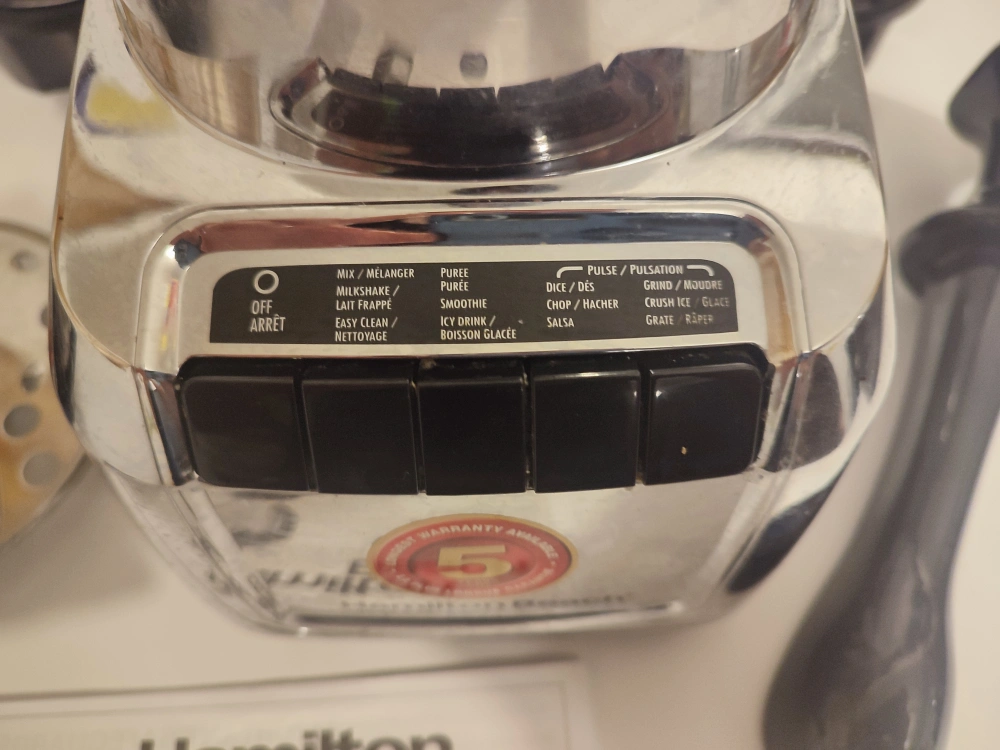 OFF
ARRÊT
MIX / MÉLANGER
MILKSHAKE /
LAIT FRAPPÉ
EASY CLEAN /
NETTOYAGE
PUREE
PURÉE
SMOOTHIE
ICY DRINK /
BOISSON GLACÉE
PULSE / PULSATION
DICE / DÉS
CHOP / HACHER
SALSA
GRIND / MOUDRE
CRUSH ICE / GLACE
GRATE / RÂPER
WARRANTY AVAILABLE
5
Hamilton Beach
Hamilton